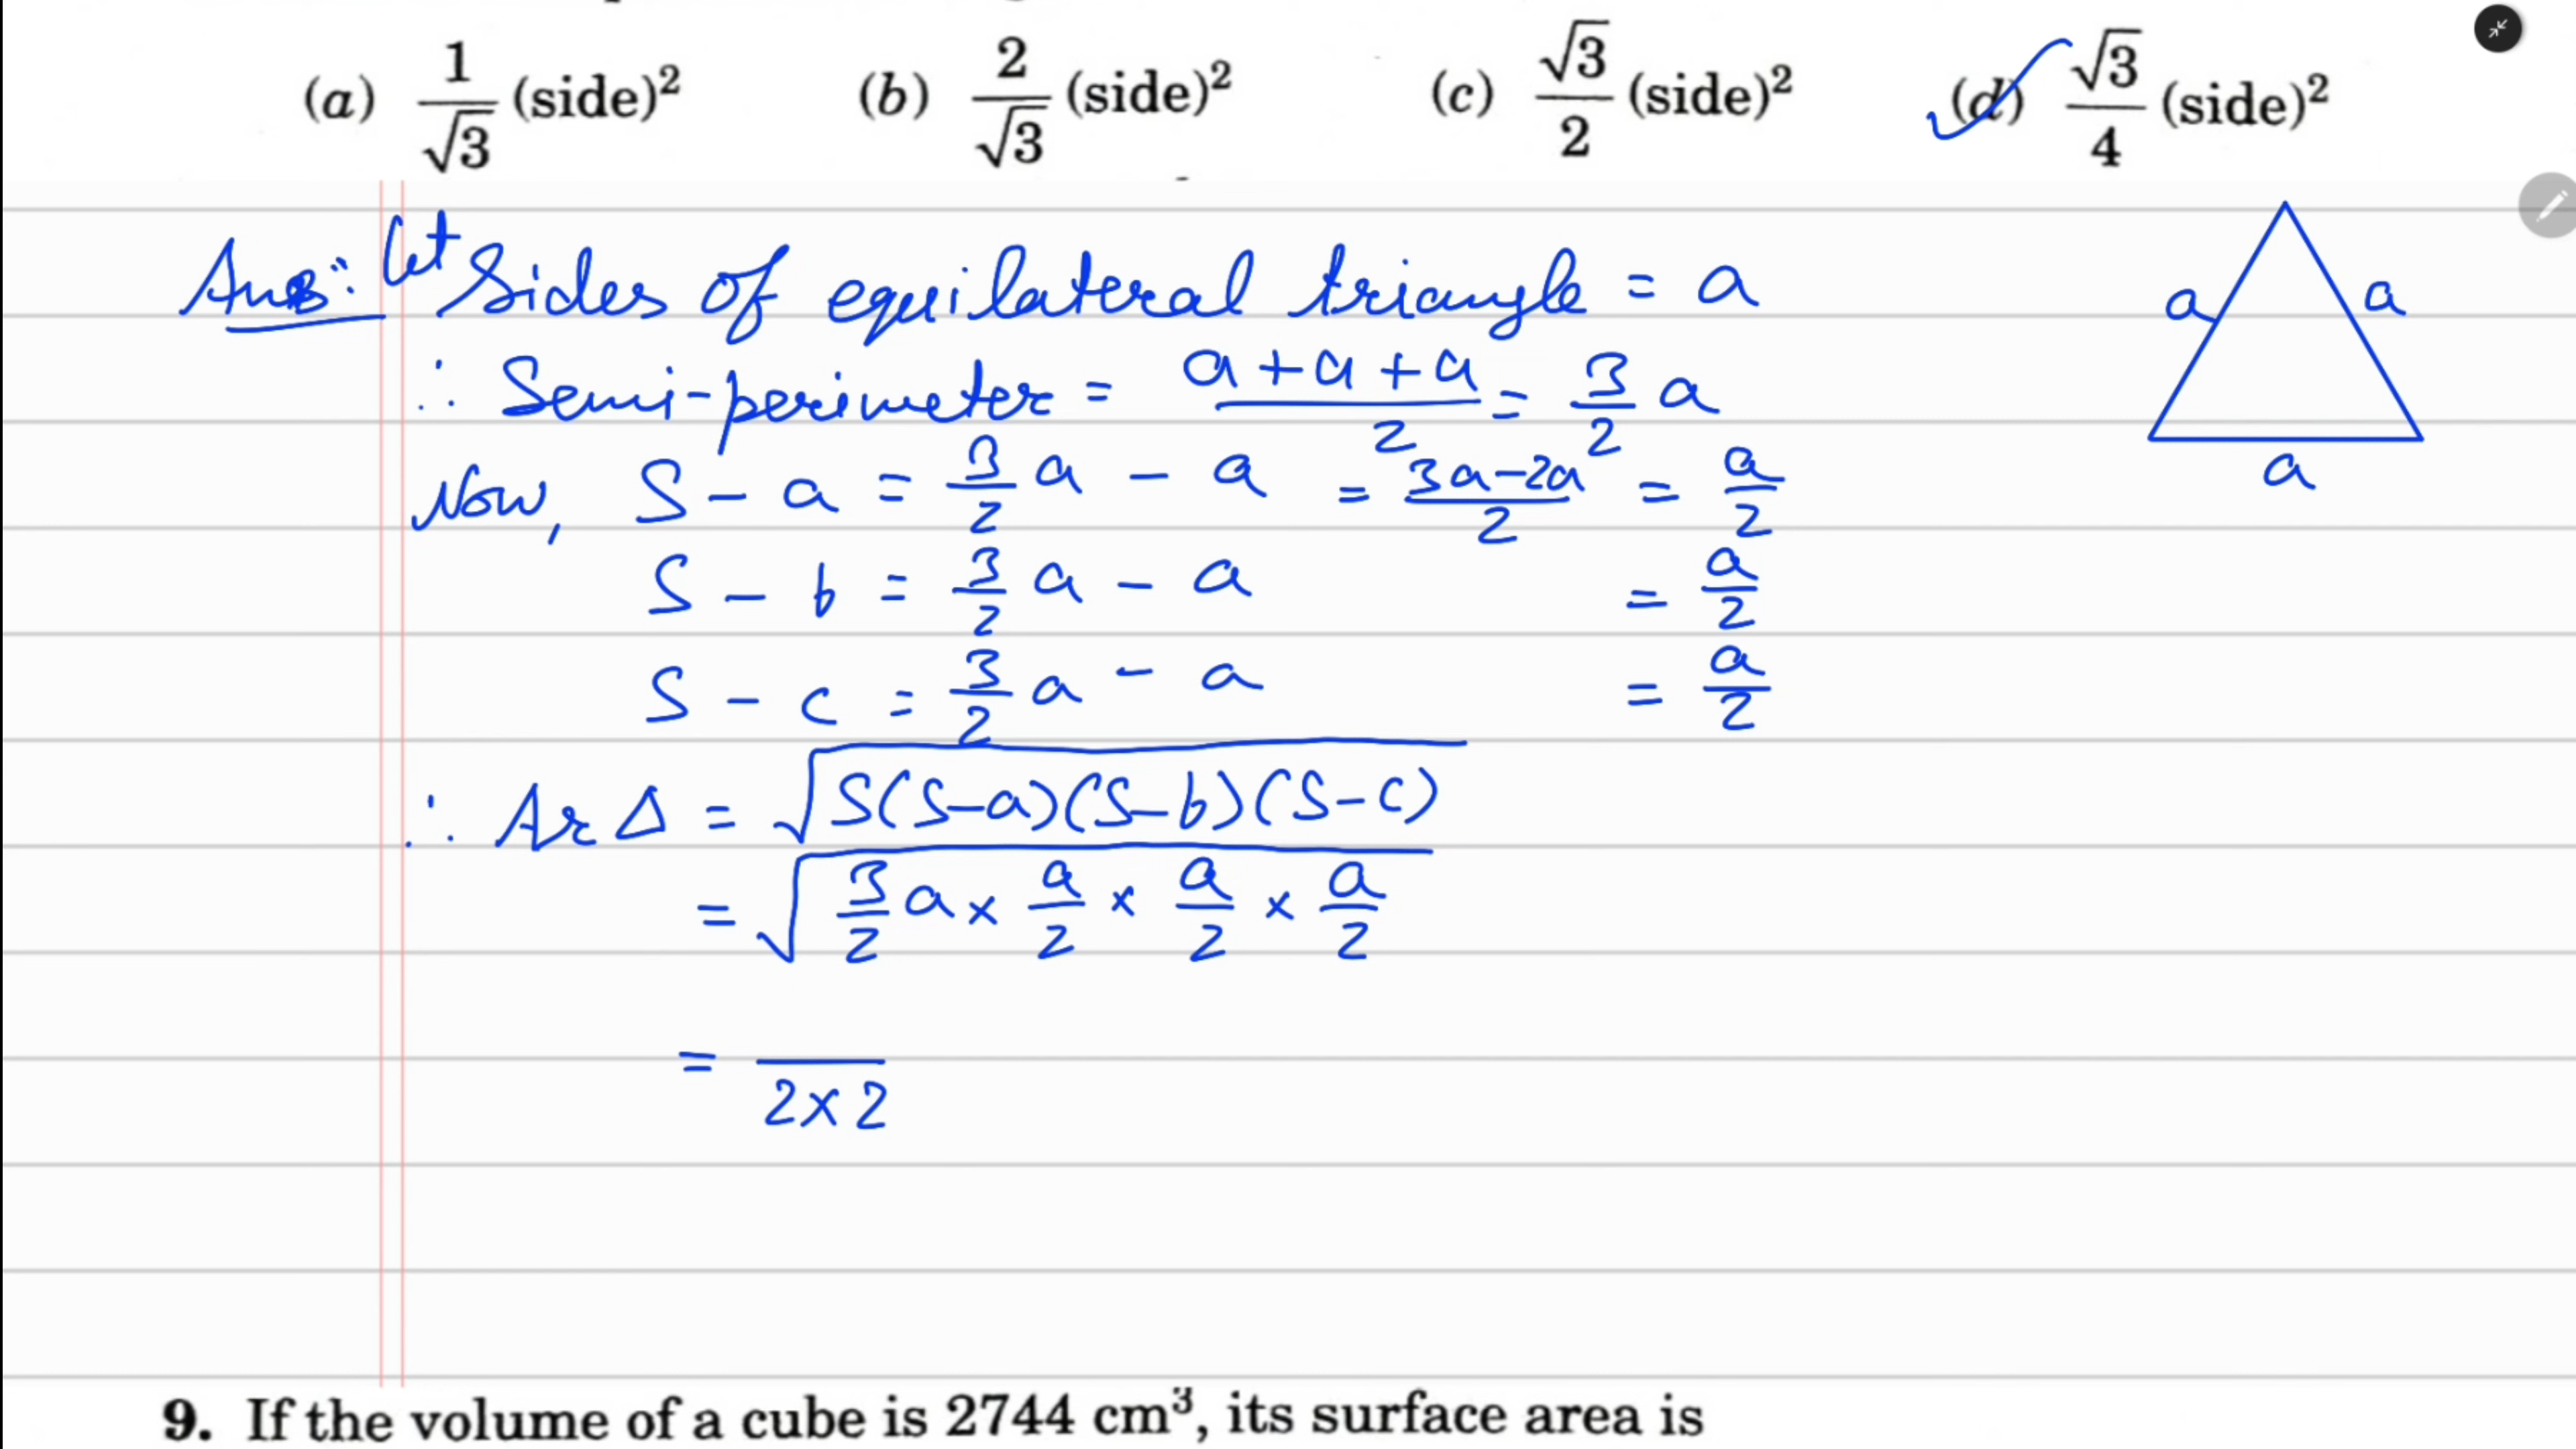 (a) 1/√3 (side)² (b) 2/√3 (side)² (c) √3/2 (side)² (d) √3/4 (side)²
Ans: let Sides of equilateral triangle = a
∴ Semi-perimeter = (a+a+a)/2 = 3/2 a
Now, S - a = 3/2 a - a = (3a-2a)/2 = a/2
S - b = 3/2 a - a = a/2
S - c = 3/2 a - a = a/2
∴ Ar Δ = √(S(S-a)(S-b)(S-c))
= √(3/2 a × a/2 × a/2 × a/2)
= /(2×2)
a
a
a
9. If the volume of a cube is 2744 cm³, its surface area is